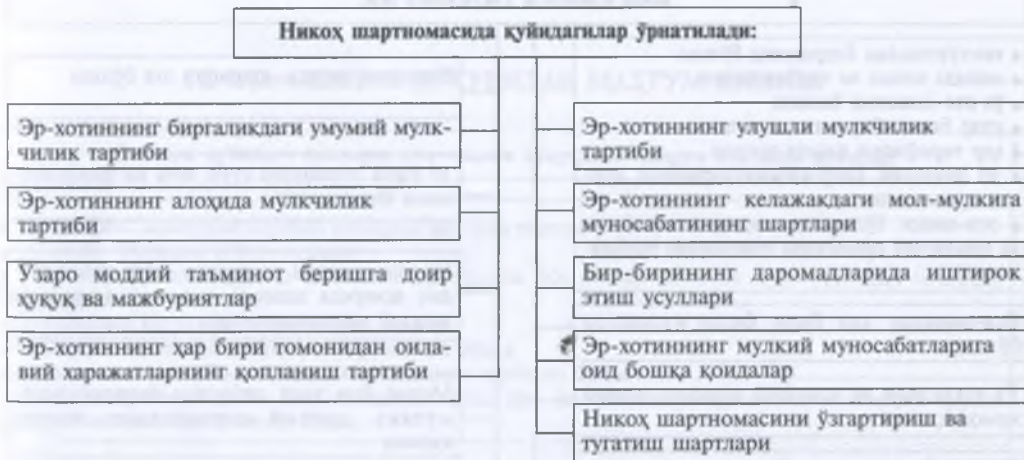 Никоҳ шартномасида қуйидагилар ўрнатилади:
Эр-хотиннинг биргаликдаги умумий мулк-
чилик тартиби
Эр-хотиннинг алоҳида мулкчилик
тартиби
Узаро моддий таъминот беришга доир
ҳуқуқ ва мажбуриятлар
Эр-хотиннинг ҳар бири томонидан оила-
вий харажатларнинг қопланиш тартиби
Эр-хотиннинг улушли мулкчилик
тартиби
Эр-хотиннинг келажакдаги мол-мулкига
муносабатининг шартлари
Бир-бирининг даромадларида иштирок
этиш усуллари
Эр-хотиннинг мулкий муносабатларига
оид бошқа қоидалар
Никоҳ шартномасини ўзгартириш ва
тугатиш шартлари